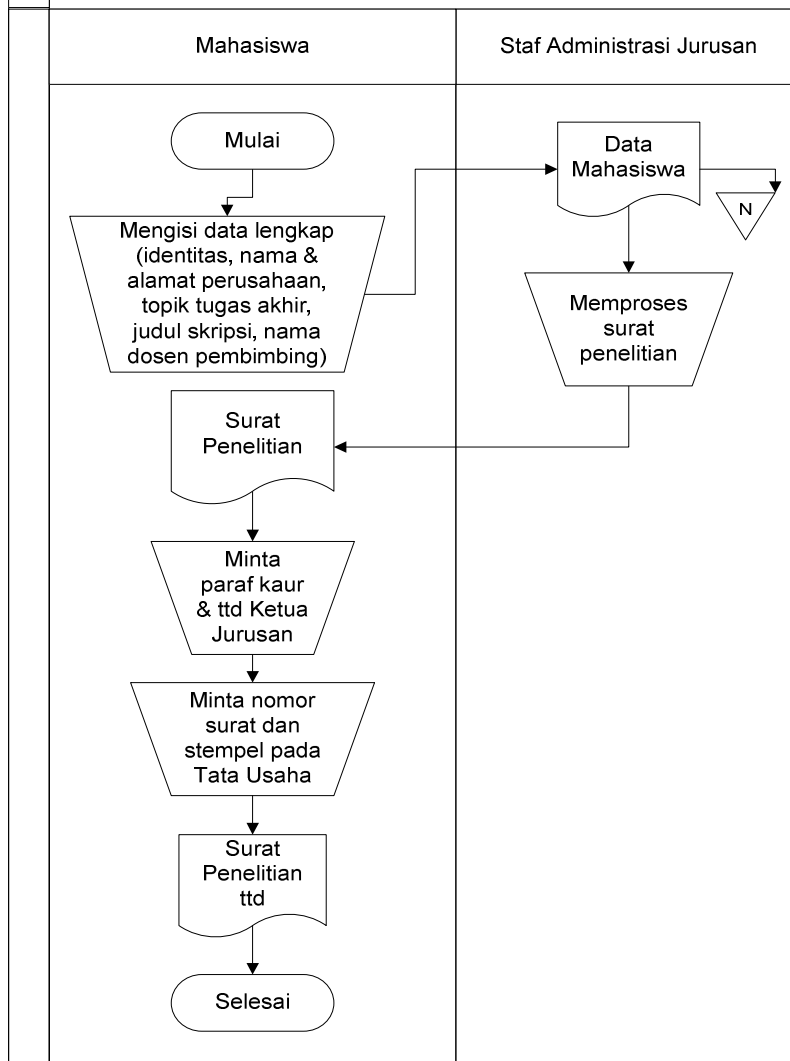 Mahasiswa
Staf Administrasi Jurusan
Mulai
Mengisi data lengkap
(identitas, nama &
alamat perusahaan,
topik tugas akhir,
judul skripsi, nama
dosen pembimbing)
Data
Mahasiswa
N
Memproses
surat
penelitian
Surat
Penelitian
Minta
paraf kaur
& ttd Ketua
Jurusan
Minta nomor
surat dan
stempel pada
Tata Usaha
Surat
Penelitian
ttd
Selesai